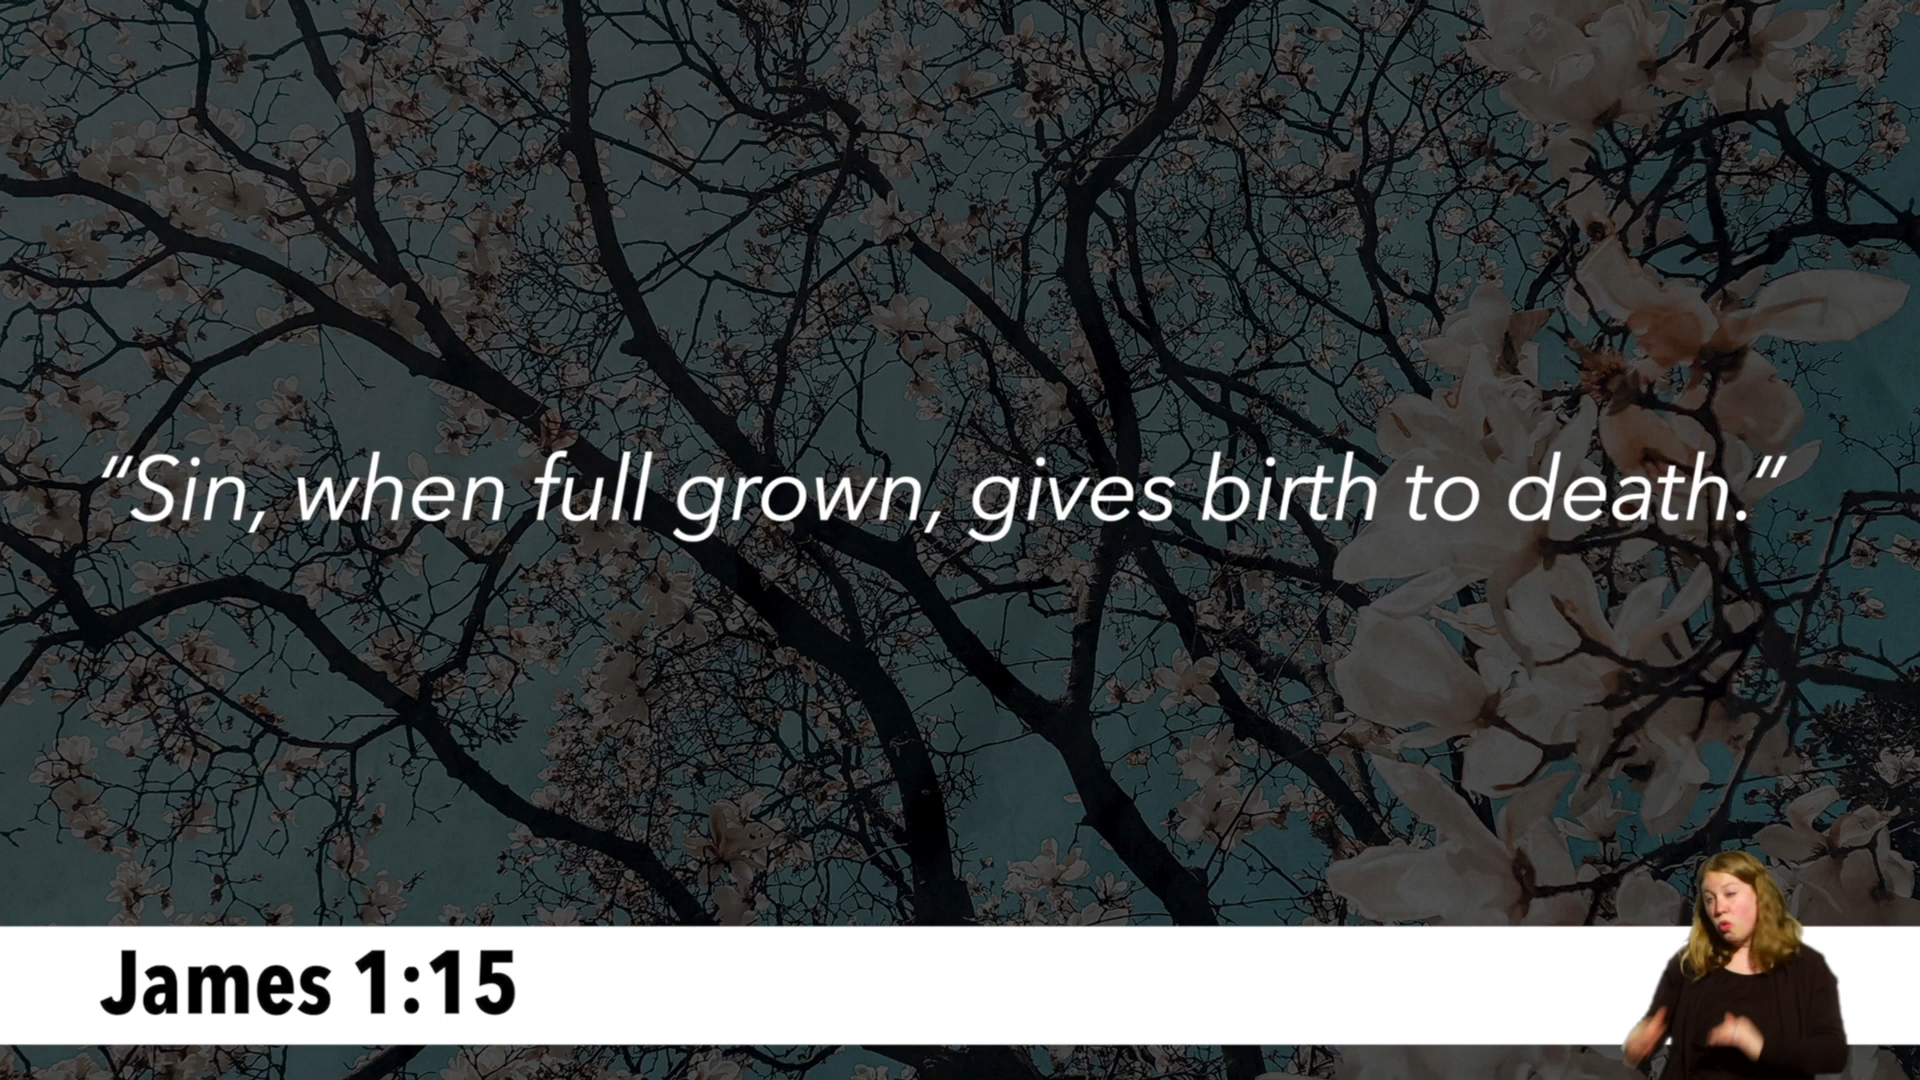 “Sin, when full grown, gives birth to death.”
James 1:15